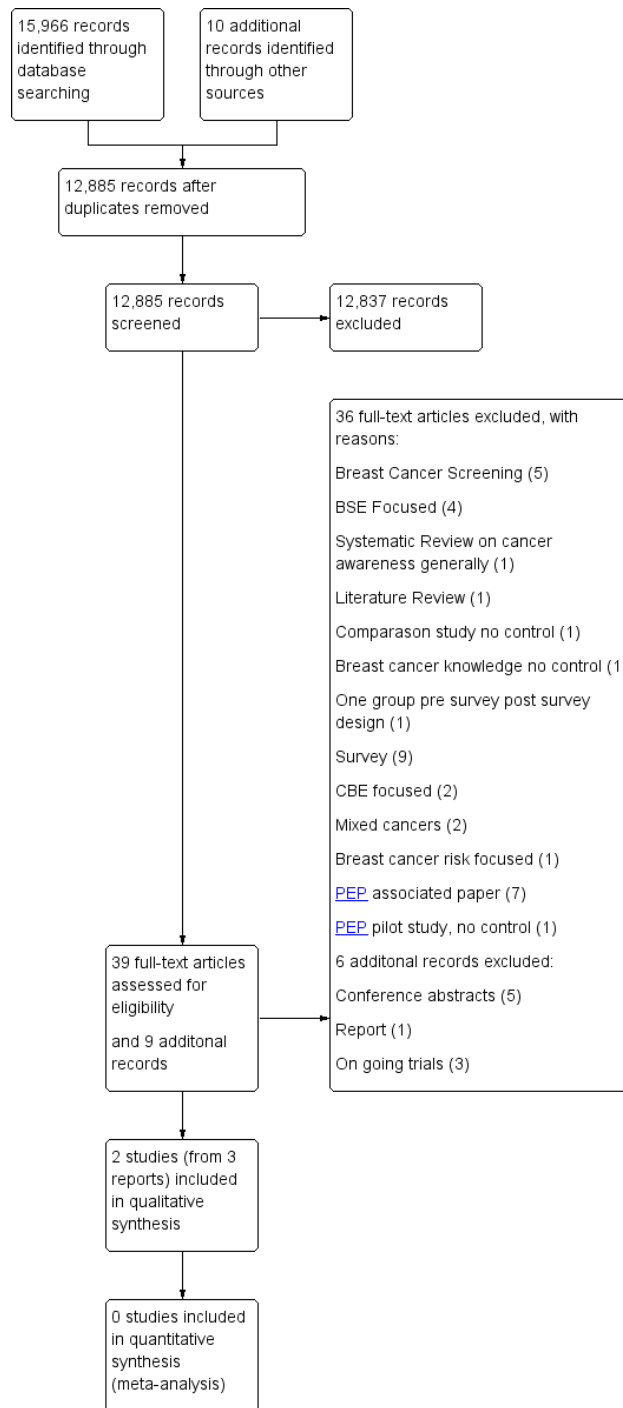 15,966 records
identified through
database
searching
10 additional
records identified
through other
sources
12,885 records after
duplicates removed
12,885 records
screened
12,837 records
excluded
36 full-text articles excluded, with
reasons:
Breast Cancer Screening (5)
BSE Focused (4)
Systematic Review on cancer
awareness generally (1)
Literature Review (1)
Comparason study no control (1)
Breast cancer knowledge no control (1
One group pre survey post survey
design (1)
Survey (9)
CBE focused (2)
Mixed cancers (2)
Breast cancer risk focused (1)
PEP associated paper (7)
PEP pilot study, no control (1)
6 additonal records excluded:
Conference abstracts (5)
Report (1)
On going trials (3)
39 full-text articles
assessed for
eligibility
and 9 additonal
records
2 studies (from 3
reports) included
in qualitative
synthesis
0 studies included
in quantitative
synthesis
(meta-analysis)